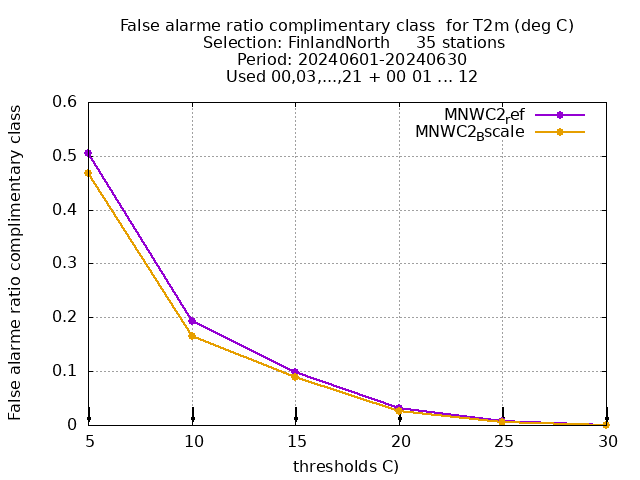 False alarme ratio complimentary class  for T2m (deg C)
Selection: FinlandNorth     35 stations
Period: 20240601-20240630
Used 00,03,...,21 + 00 01 ... 12
False alarme ratio complimentary class
0.6
0.5
0.4
0.3
0.2
0.1
0
MNWC2ref
MNWC2Bscale
5 10 15 20 25 30
thresholds C)